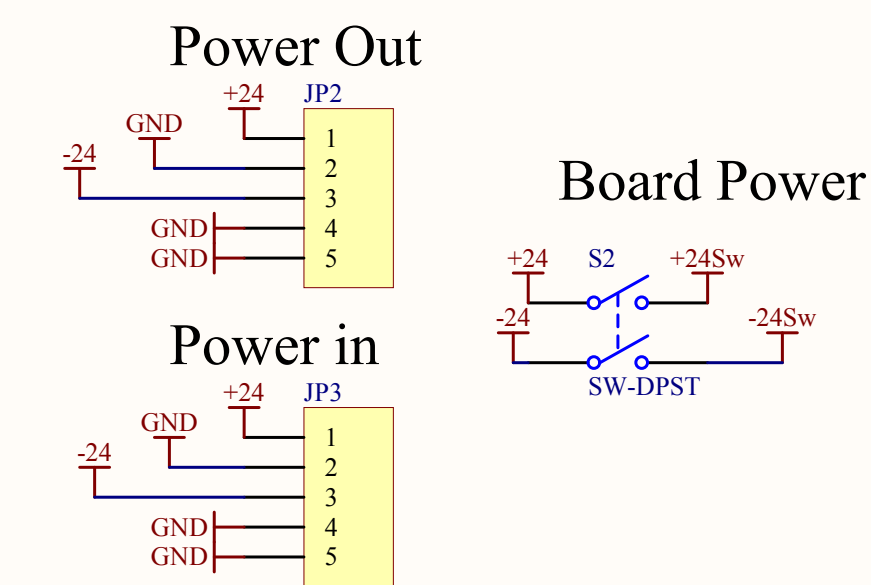 Power Out
+24 JP2
GND
1
-24
2
3
GND 4
GND 5
Board Power
+24 S2 +24Sw
-24 -24Sw
SW-DPST
Power in
+24 JP3
GND
1
-24
2
3
GND 4
GND 5